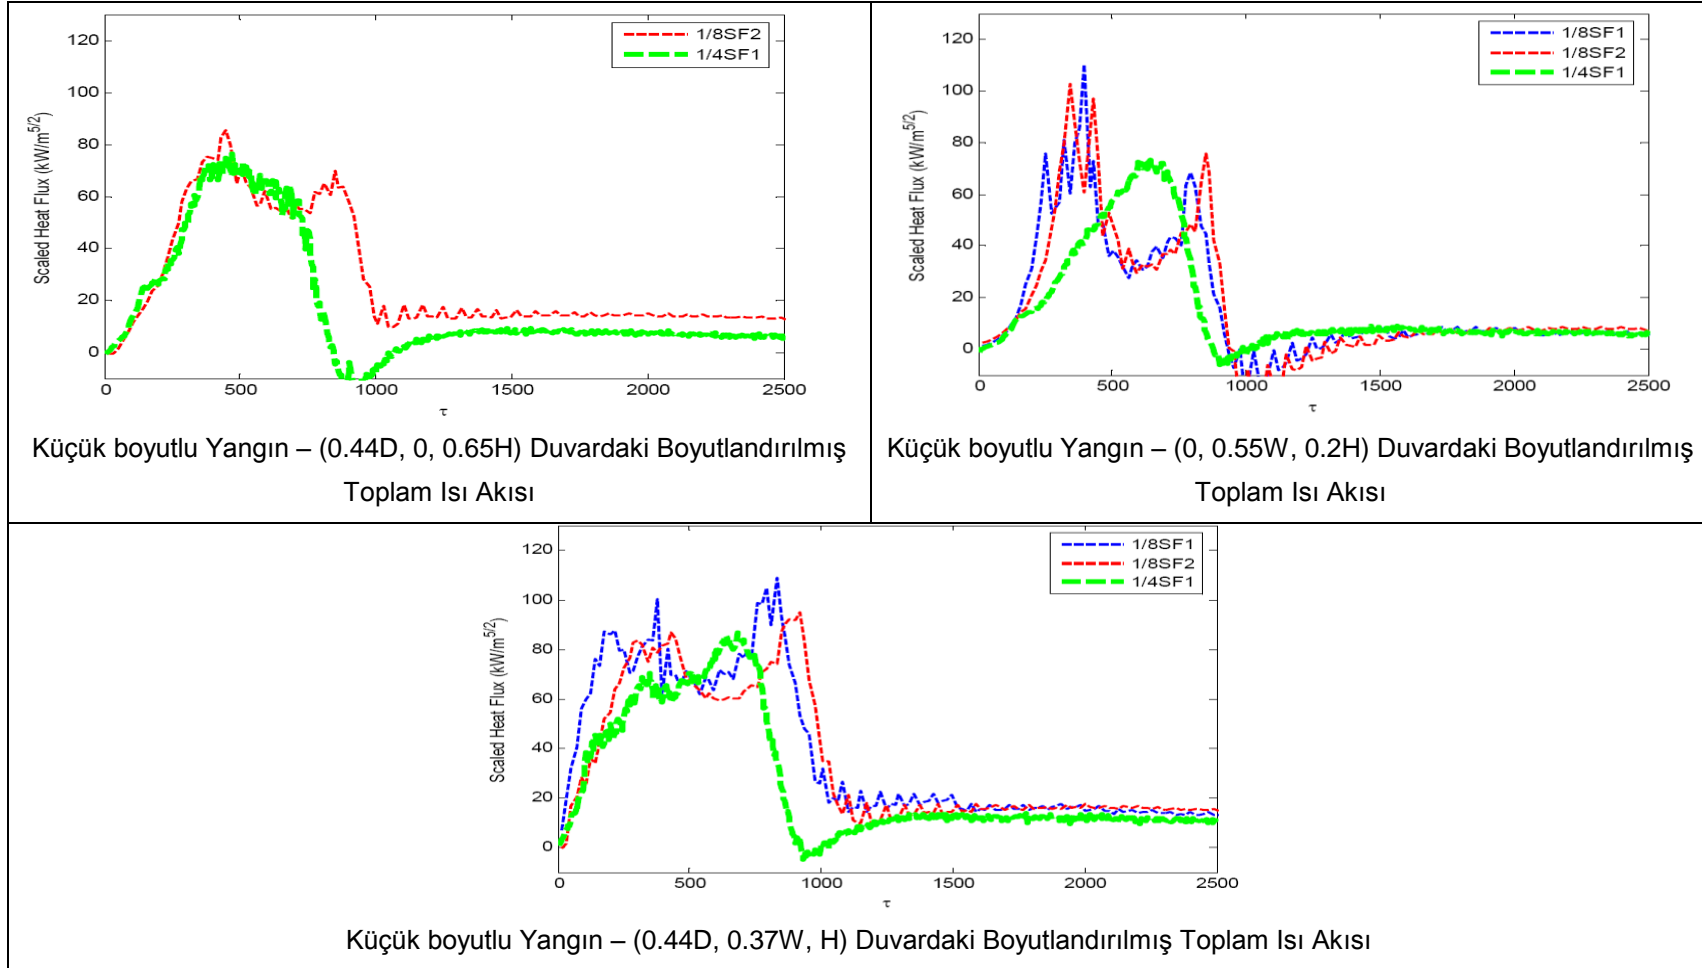 120
100
80
60
40
20
0
Scaled Heat Flux (kW/m^5/2)
0 500 1000 1500 2000 2500
τ
1/8SF2
1/4SF1
Küçük boyutlu Yangın – (0.44D, 0, 0.65H) Duvardaki Boyutlandırılmış
Toplam Isı Akısı
120
100
80
60
40
20
0
Scaled Heat Flux (kW/m^5/2)
0 500 1000 1500 2000 2500
τ
1/8SF1
1/8SF2
1/4SF1
Küçük boyutlu Yangın – (0, 0.55W, 0.2H) Duvardaki Boyutlandırılmış
Toplam Isı Akısı
120
100
80
60
40
20
0
Scaled Heat Flux (kW/m^5/2)
0 500 1000 1500 2000 2500
τ
1/8SF1
1/8SF2
1/4SF1
Küçük boyutlu Yangın – (0.44D, 0.37W, H) Duvardaki Boyutlandırılmış Toplam Isı Akısı